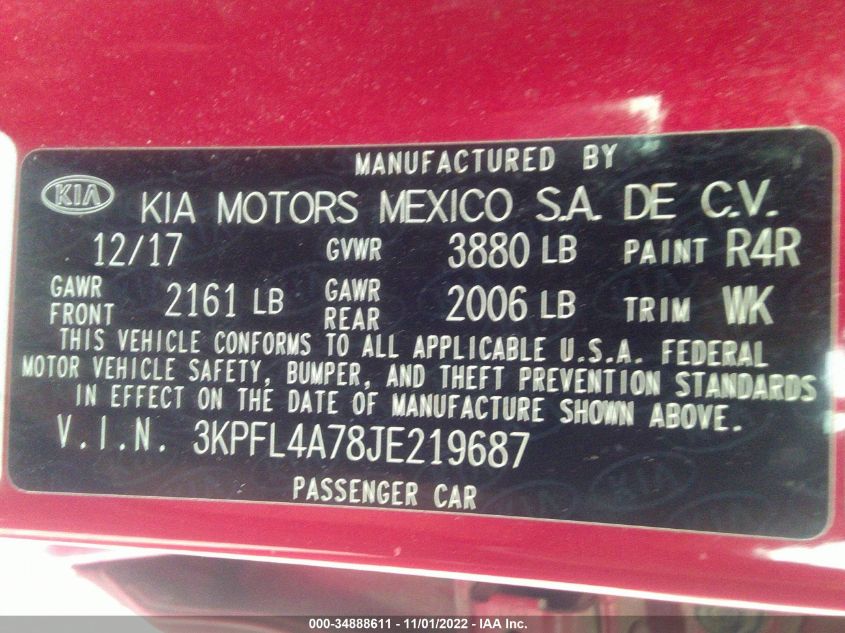 MANUFACTURED BY
KIA KIA MOTORS MEXICO S.A. DE C.V.
12/17 GVWR 3880 LB PAINT R4R
GAWR FRONT 2161 LB GAWR REAR 2006 LB TRIM WK
THIS VEHICLE CONFORMS TO ALL APPLICABLE U.S.A. FEDERAL
MOTOR VEHICLE SAFETY, BUMPER, AND THEFT PREVENTION STANDARDS
IN EFFECT ON THE DATE OF MANUFACTURE SHOWN ABOVE.
V.I.N. 3KPFL4A78JE219687
PASSENGER CAR
000-34888611 - 11/01/2022 - IAA Inc.